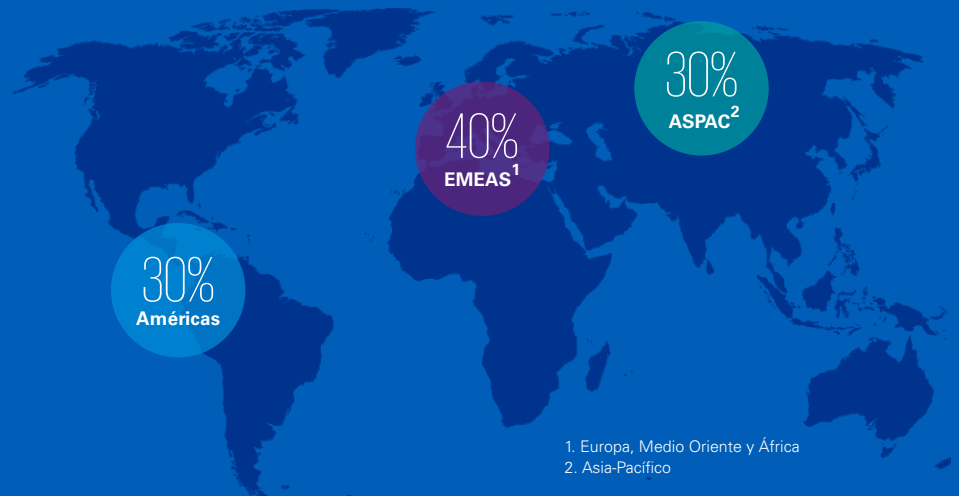 30%
ASPAC²
40%
EMEAS¹
30%
Américas
1. Europa, Medio Oriente y África
2. Asia-Pacífico